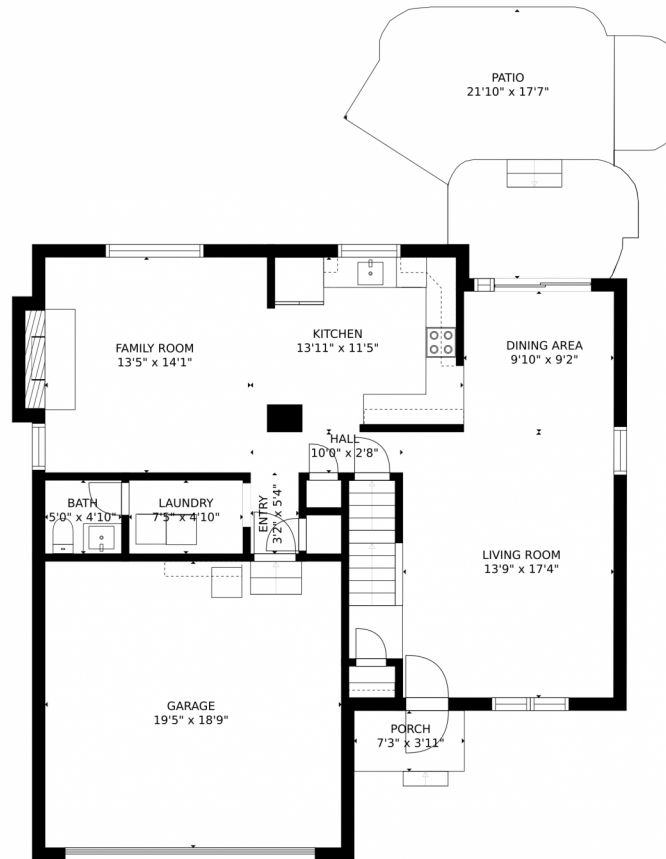 PATIO
21'10" x 17'7"
FAMILY ROOM
13'5" x 14'1"
KITCHEN
13'11" x 11'5"
DINING AREA
9'10" x 9'2"
HALL
10'0" x 2'8"
BATH
5'0" x 4'10"
LAUNDRY
7'5" x 4'10"
ENTRY
3'2" x 5'4"
LIVING ROOM
13'9" x 17'4"
GARAGE
19'5" x 18'9"
PORCH
7'3" x 3'11"